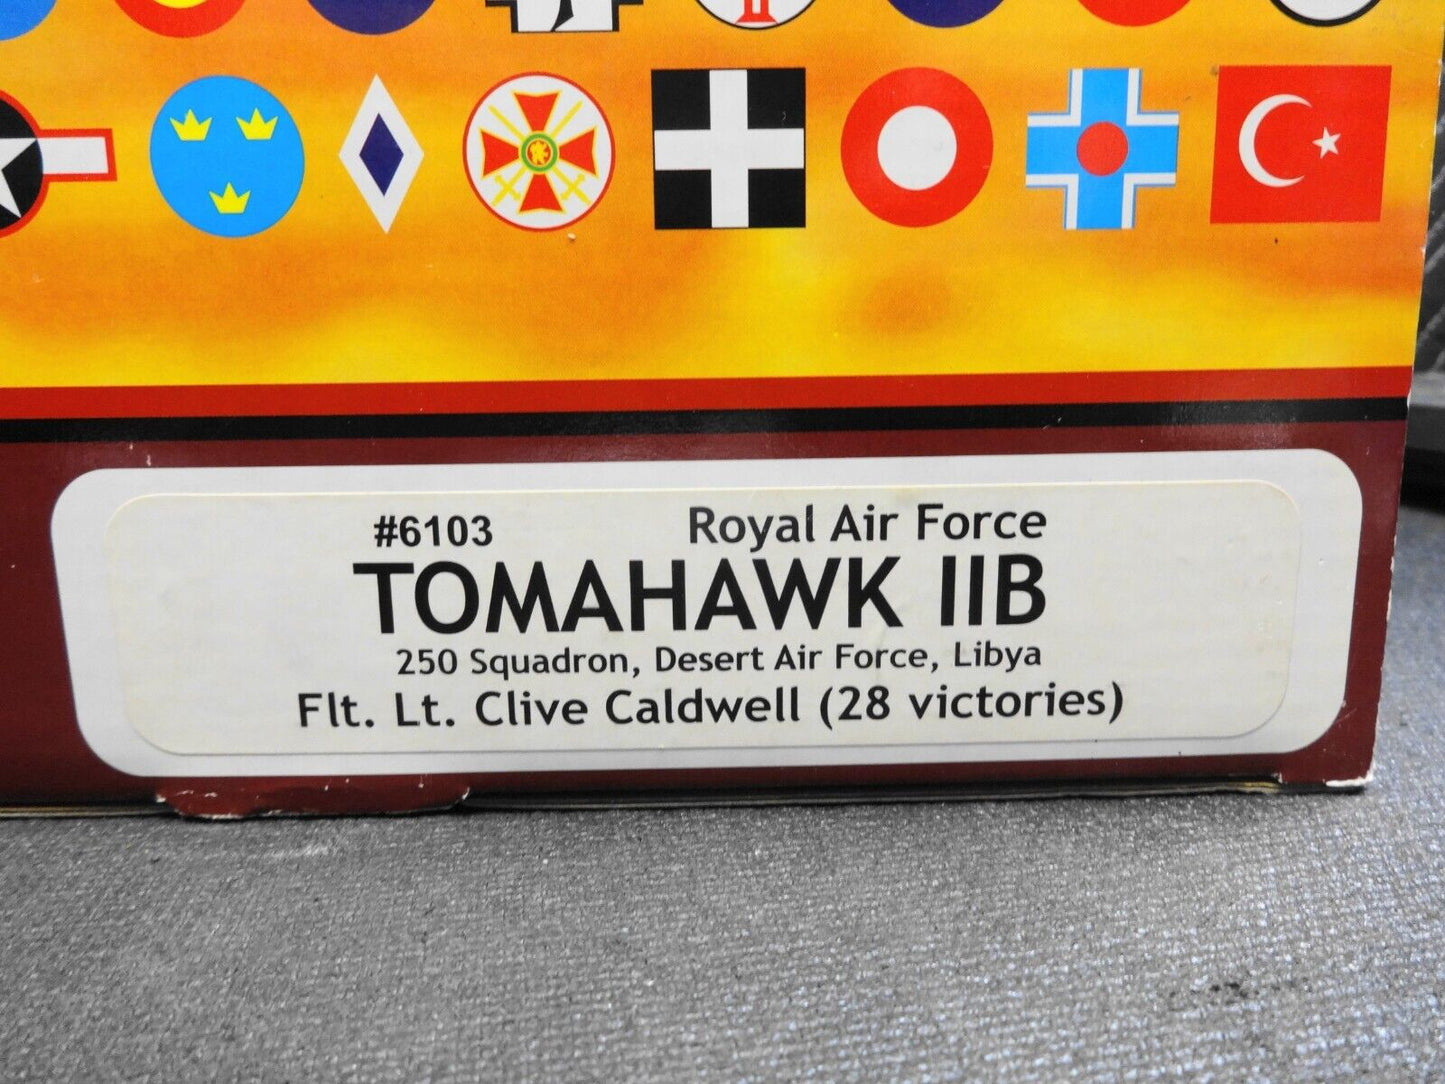 #6103 Royal Air Force
TOMAHAWK IIB
250 Squadron, Desert Air Force, Libya
Flt. Lt. Clive Caldwell (28 victories)